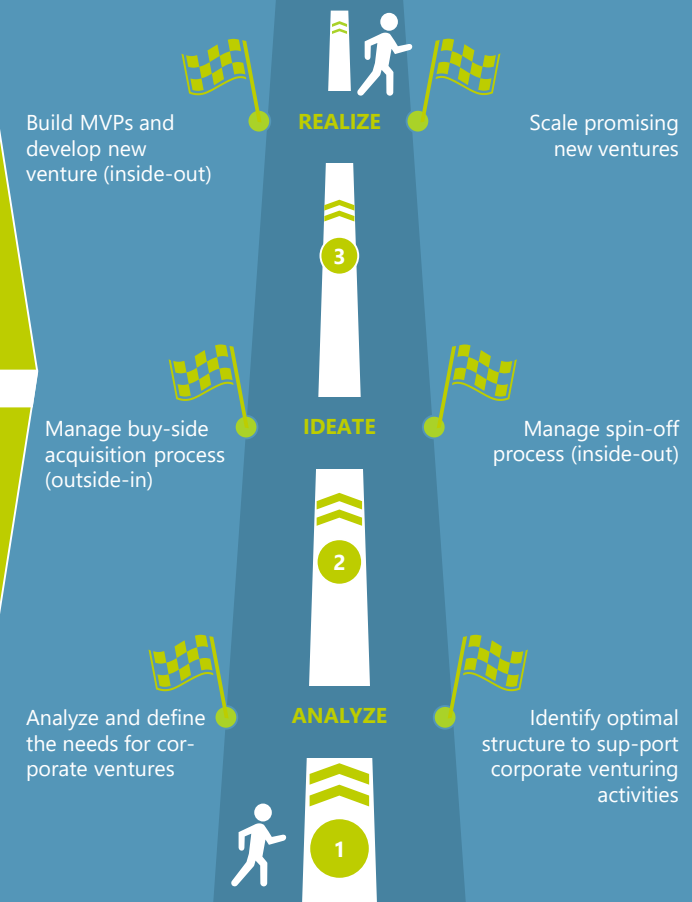 Build MVPs and
develop new
venture (inside-out)
REALIZE
Scale promising
new ventures
3
Manage buy-side
acquisition process
(outside-in)
IDEATE
Manage spin-off
process (inside-out)
2
Analyze and define
the needs for cor-
porate ventures
ANALYZE
Identify optimal
structure to sup-port
corporate venturing
activities
1